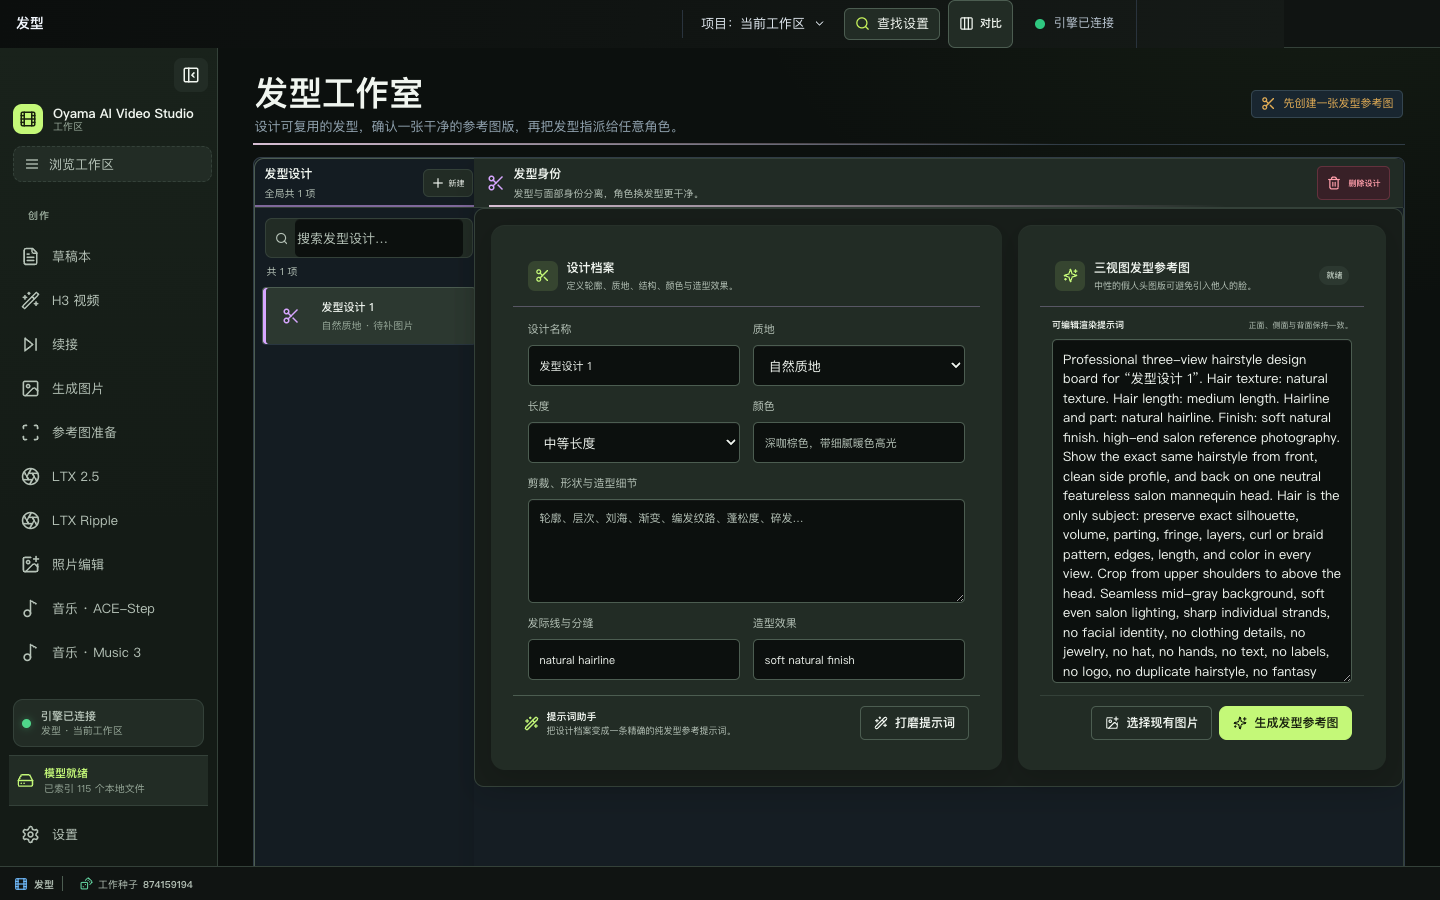 发型
项目：当前工作区
查找设置
对比
引擎已连接
Oyama AI Video Studio
工作区
浏览工作区
创作
草稿本
H3 视频
续接
生成图片
参考图准备
LTX 2.5
LTX Ripple
照片编辑
音乐 · ACE-Step
音乐 · Music 3
引擎已连接
发型 · 当前工作区
模型就绪
已索引 115 个本地文件
设置
发型工作室
设计可复用的发型，确认一张干净的参考图版，再把发型指派给任意角色。
先创建一张发型参考图
发型设计
全局共 1 项
新建
搜索发型设计...
共 1 项
发型设计 1
自然质地 · 待补图片
发型身份
发型与面部身份分离，角色换发型更干净。
删除设计
设计档案
定义轮廓、质地、结构、颜色与造型效果。
设计名称
质地
发型设计 1
自然质地
长度
颜色
中等长度
深咖棕色，带细腻暖色高光
剪裁、形状与造型细节
轮廓、层次、刘海、渐变、编发纹路、蓬松度、碎发...
发际线与分缝
造型效果
natural hairline
soft natural finish
提示词助手
把设计档案变成一条精确的纯发型参考提示词。
打磨提示词
三视图发型参考图
中性的假人头图版可避免引入他人的脸。
就绪
可编辑渲染提示词
正面、侧面与背面保持一致。
Professional three-view hairstyle design
board for “发型设计 1”. Hair texture: natural
texture. Hair length: medium length. Hairline
and part: natural hairline. Finish: soft natural
finish. high-end salon reference photography.
Show the exact same hairstyle from front,
clean side profile, and back on one neutral
featureless salon mannequin head. Hair is the
only subject: preserve exact silhouette,
volume, parting, fringe, layers, curl or braid
pattern, edges, length, and color in every
view. Crop from upper shoulders to above the
head. Seamless mid-gray background, soft
even salon lighting, sharp individual strands,
no facial identity, no clothing details, no
jewelry, no hat, no hands, no text, no labels,
no logo, no duplicate hairstyle, no fantasy
选择现有图片
生成发型参考图
发型
工作种子 874159194